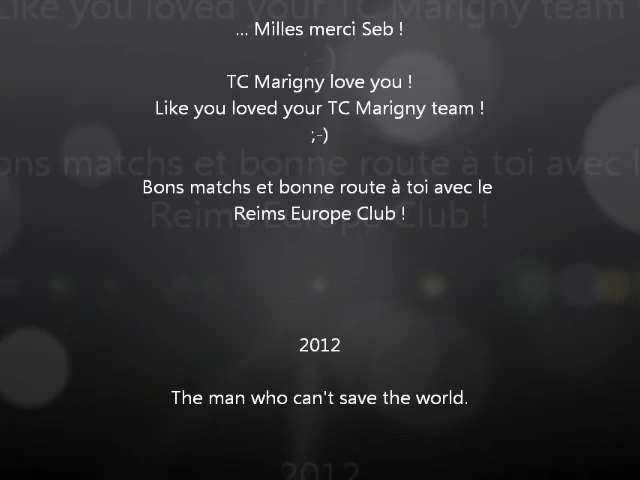 ... Milles merci Seb !
TC Marigny love you !
Like you loved your TC Marigny team !
;-)
Bons matchs et bonne route à toi avec le
Reims Europe Club !
2012
The man who can't save the world.